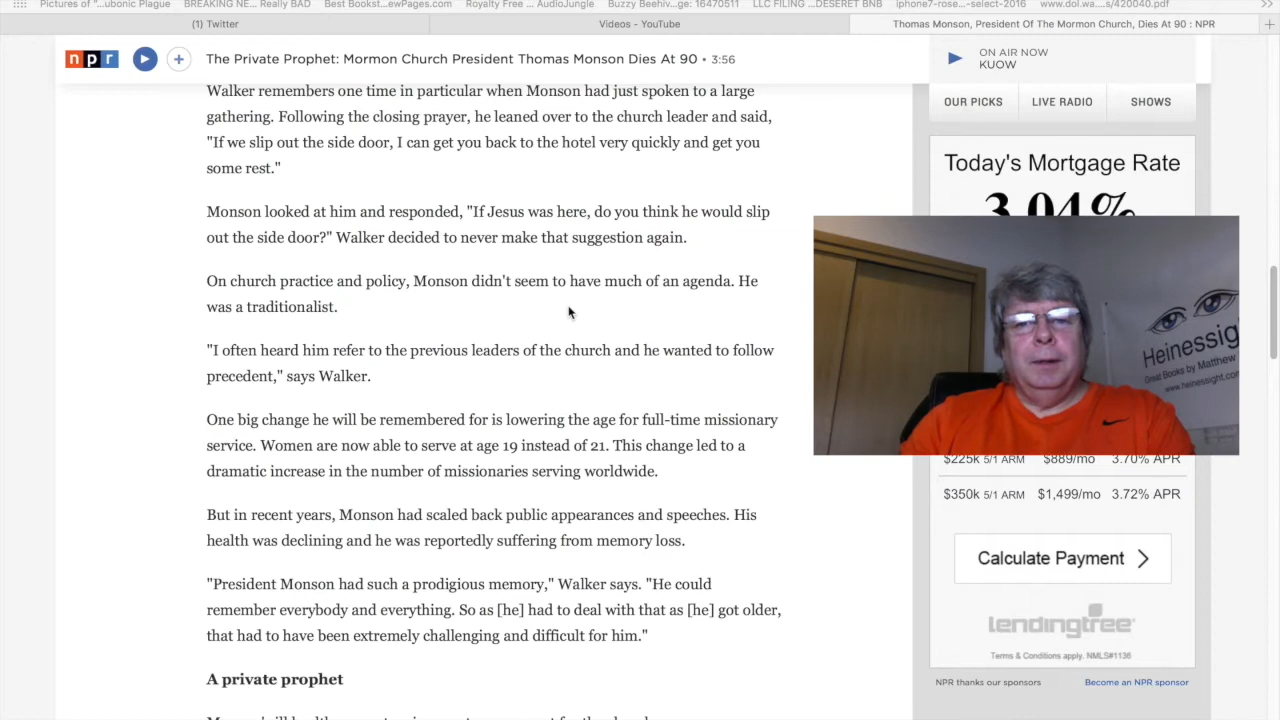 Pictures of "...ubonic Plague BREAKING NE... Really BAD" Best Bookst...ewPages.com Royalty Free ... AudioJungle Buzzy Beehiv...ge: 16470511 LLC FILING ...DESERET BNB iphone7-rose...-select-2016 www.dol.wa....s/420040.pdf
(1) Twitter
Videos - YouTube
Thomas Monson, President Of The Mormon Church, Dies At 90 : NPR
npr
The Private Prophet: Mormon Church President Thomas Monson Dies At 90 • 3:56
ON AIR NOW
KUOW
Walker remembers one time in particular when Monson had just spoken to a large
gathering. Following the closing prayer, he leaned over to the church leader and said,
"If we slip out the side door, I can get you back to the hotel very quickly and get you
some rest."
Monson looked at him and responded, "If Jesus was here, do you think he would slip
out the side door?" Walker decided to never make that suggestion again.
On church practice and policy, Monson didn't seem to have much of an agenda. He
was a traditionalist.
"I often heard him refer to the previous leaders of the church and he wanted to follow
precedent," says Walker.
One big change he will be remembered for is lowering the age for full-time missionary
service. Women are now able to serve at age 19 instead of 21. This change led to a
dramatic increase in the number of missionaries serving worldwide.
But in recent years, Monson had scaled back public appearances and speeches. His
health was declining and he was reportedly suffering from memory loss.
"President Monson had such a prodigious memory," Walker says. "He could
remember everybody and everything. So as [he] had to deal with that as [he] got older,
that had to have been extremely challenging and difficult for him."
A private prophet
OUR PICKS
LIVE RADIO
SHOWS
Today's Mortgage Rate
3.04%
Heinessigh
Great Books by Matthew
www.heinessight.com
$225k 5/1 ARM $889/mo 3.70% APR
$350k 5/1 ARM $1,499/mo 3.72% APR
Calculate Payment
lendingtree
Terms & Conditions apply. NMLS#1136
NPR thanks our sponsors
Become an NPR sponsor